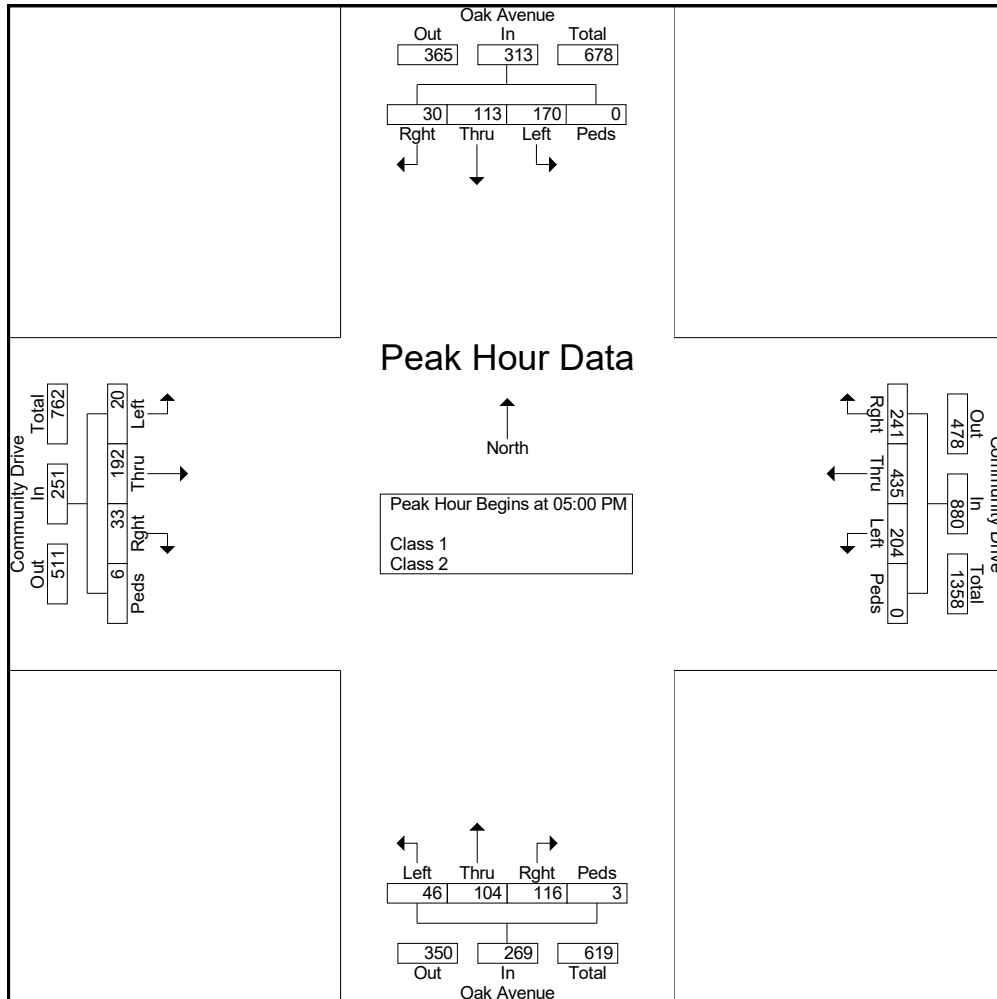 Oak Avenue
Out In Total
365 313 678
30 113 170 0
Rght Thru Left Peds
Peak Hour Data
North
Peak Hour Begins at 05:00 PM
Class 1
Class 2
Community Drive
Total In Out
762 251 511
20 192 33 6
Left Thru Rght Peds
Community Drive
Out In Total
478 880 1358
241 435 204 0
Rght Thru Left Peds
Left Thru Rght Peds
46 104 116 3
350 269 619
Out In Total
Oak Avenue